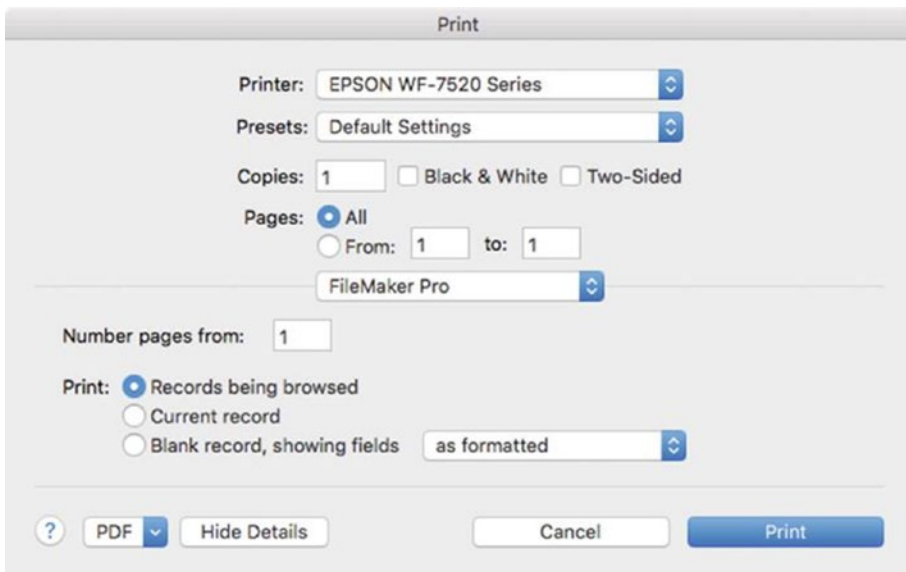 Print
Printer: EPSON WF-7520 Series
Presets: Default Settings
Copies: 1 Black & White Two-Sided
Pages: All
From: 1 to: 1
FileMaker Pro
Number pages from: 1
Print: Records being browsed
Current record
Blank record, showing fields as formatted
? PDF Hide Details Cancel Print